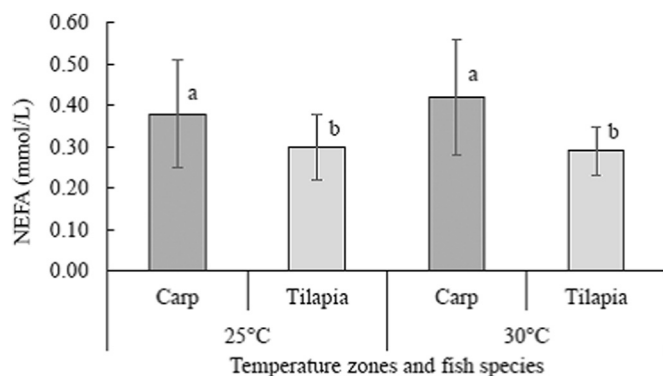 0.60
0.50
0.40
0.30
0.20
0.10
0.00
NEFA (mmol/L)
a
b
a
b
Carp Tilapia Carp Tilapia
25°C 30°C
Temperature zones and fish species